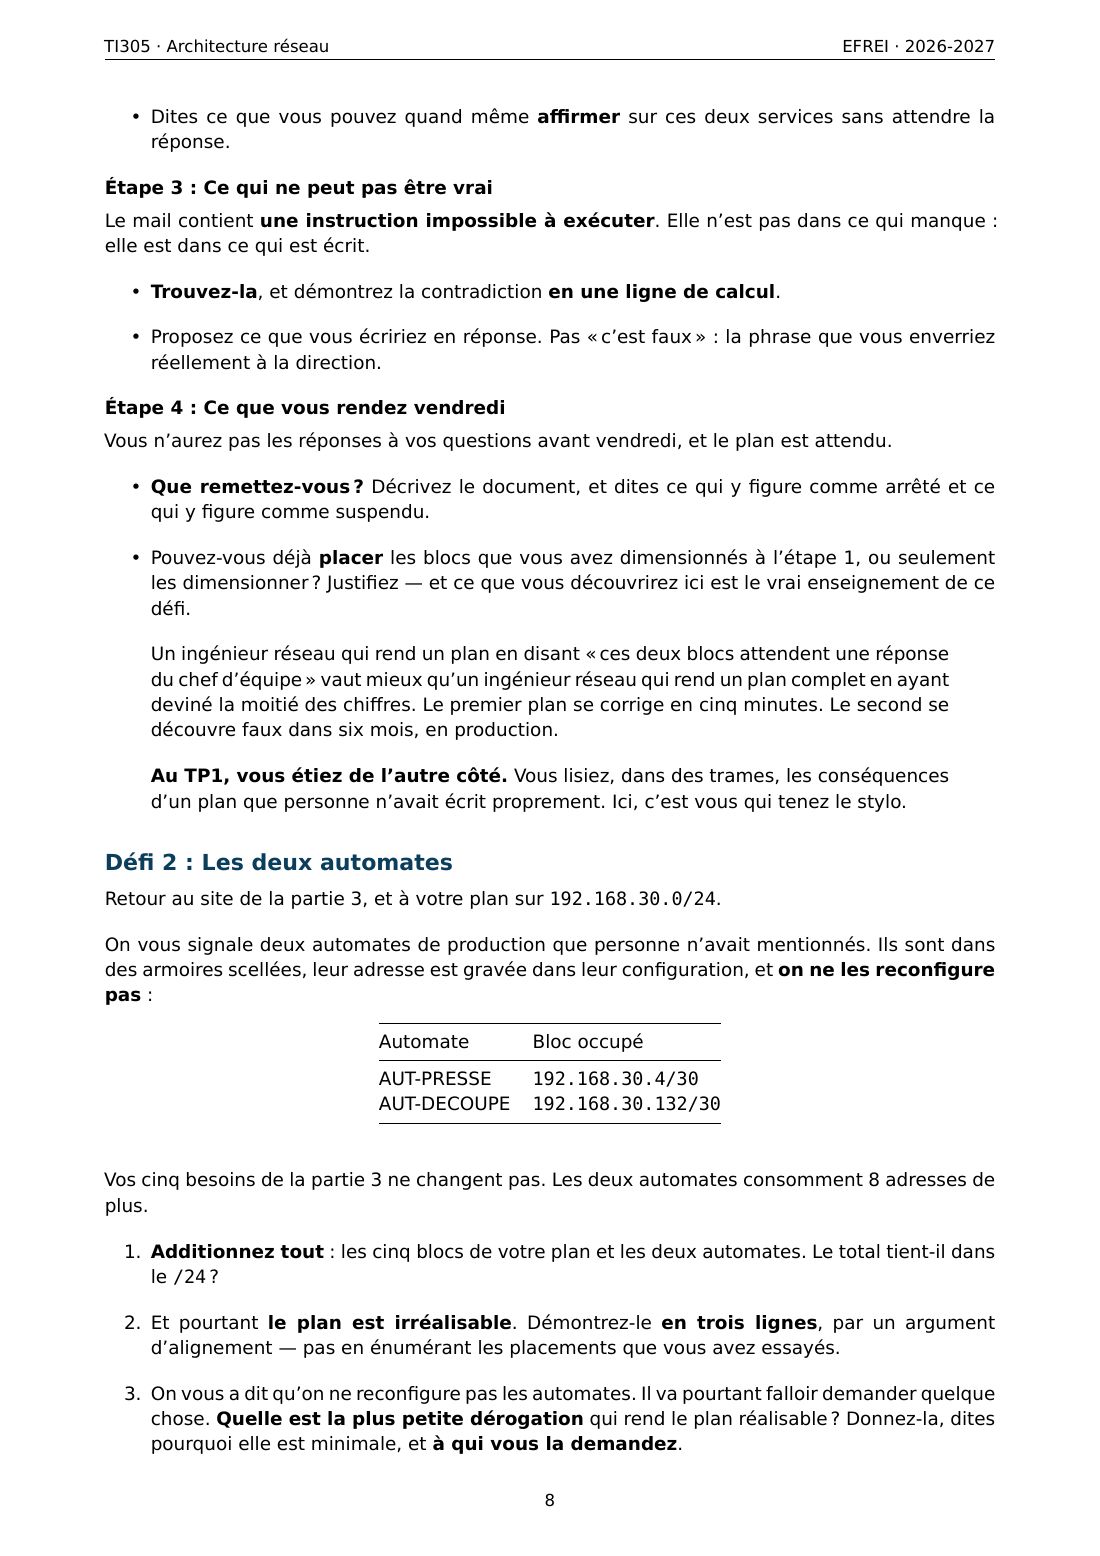 TI305 · Architecture réseau
EFREI · 2026-2027
• Dites ce que vous pouvez quand même affirmer sur ces deux services sans attendre la
réponse.
Étape 3 : Ce qui ne peut pas être vrai
Le mail contient une instruction impossible à exécuter. Elle n’est pas dans ce qui manque :
elle est dans ce qui est écrit.
• Trouvez-la, et démontrez la contradiction en une ligne de calcul.
• Proposez ce que vous écririez en réponse. Pas « c’est faux » : la phrase que vous enverriez
réellement à la direction.
Étape 4 : Ce que vous rendez vendredi
Vous n’aurez pas les réponses à vos questions avant vendredi, et le plan est attendu.
• Que remettez-vous ? Décrivez le document, et dites ce qui y figure comme arrêté et ce
qui y figure comme suspendu.
• Pouvez-vous déjà placer les blocs que vous avez dimensionnés à l’étape 1, ou seulement
les dimensionner ? Justifiez — et ce que vous découvrirez ici est le vrai enseignement de ce
défi.
Un ingénieur réseau qui rend un plan en disant « ces deux blocs attendent une réponse
du chef d’équipe » vaut mieux qu’un ingénieur réseau qui rend un plan complet en ayant
deviné la moitié des chiffres. Le premier plan se corrige en cinq minutes. Le second se
découvre faux dans six mois, en production.
Au TP1, vous étiez de l’autre côté. Vous lisiez, dans des trames, les conséquences
d’un plan que personne n’avait écrit proprement. Ici, c’est vous qui tenez le stylo.
Défi 2 : Les deux automates
Retour au site de la partie 3, et à votre plan sur 192.168.30.0/24.
On vous signale deux automates de production que personne n’avait mentionnés. Ils sont dans
des armoires scellées, leur adresse est gravée dans leur configuration, et on ne les reconfigure
pas :
Automate Bloc occupé
AUT-PRESSE 192.168.30.4/30
AUT-DECOUPE 192.168.30.132/30
Vos cinq besoins de la partie 3 ne changent pas. Les deux automates consomment 8 adresses de
plus.
1. Additionnez tout : les cinq blocs de votre plan et les deux automates. Le total tient-il dans
le /24 ?
2. Et pourtant le plan est irréalisable. Démontrez-le en trois lignes, par un argument
d’alignement — pas en énumérant les placements que vous avez essayés.
3. On vous a dit qu’on ne reconfigure pas les automates. Il va pourtant falloir demander quelque
chose. Quelle est la plus petite dérogation qui rend le plan réalisable ? Donnez-la, dites
pourquoi elle est minimale, et à qui vous la demandez.
8